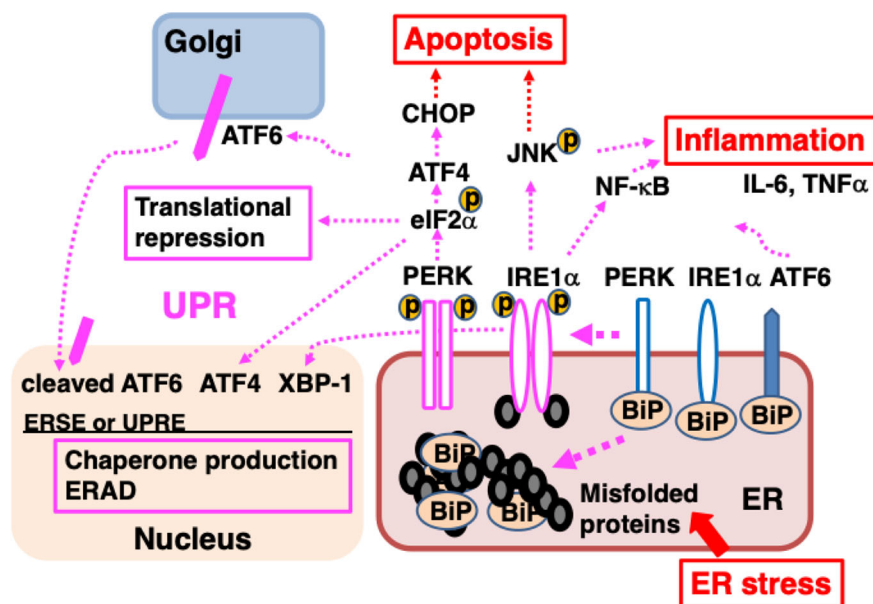 Golgi
ATF6
Apoptosis
CHOP
ATF4
eIF2α
p
PERK
p
p
JNK
p
IRE1α
p
p
NF-κB
Inflammation
IL-6, TNFα
Translational
repression
UPR
PERK
IRE1α
ATF6
cleaved ATF6
ATF4
XBP-1
ERSE or UPRE
Chaperone production
ERAD
Nucleus
BiP
BiP
BiP
BiP
BiP
BiP
Misfolded
proteins
ER
ER stress